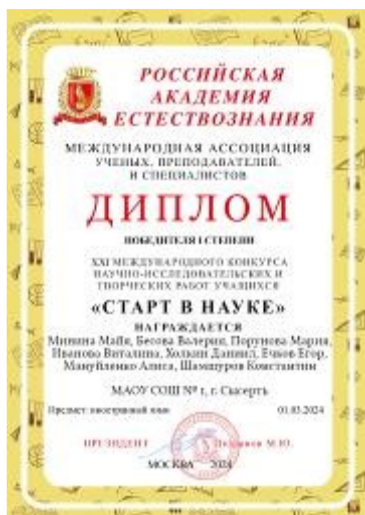 РОССИЙСКАЯ
АКАДЕМИЯ
ЕСТЕСТВОЗНАНИЯ
МЕЖДУНАРОДНАЯ АССОЦИАЦИЯ
УЧЕНЫХ, ПРЕПОДАВАТЕЛЕЙ,
И СПЕЦИАЛИСТОВ
ДИПЛОМ
ПОБЕДИТЕЛЯ I СТЕПЕНИ
XXI МЕЖДУНАРОДНОГО КОНКУРСА
НАУЧНО-ИССЛЕДОВАТЕЛЬСКИХ И
ТВОРЧЕСКИХ РАБОТ УЧАЩИХСЯ
«СТАРТ В НАУКЕ»
НАГРАЖДАЕТСЯ
Минина Майя, Бесова Валерия, Порунова Мария,
Иванова Виталина, Холкин Даниил, Ечков Егор,
Мануйленко Алиса, Шамшуров Константин
МАОУ СОШ № 1, г. Сысерть
Предмет: иностранный язык 01.03.2024
ПРЕЗИДЕНТ М.Ю.
МОСКВА 2024